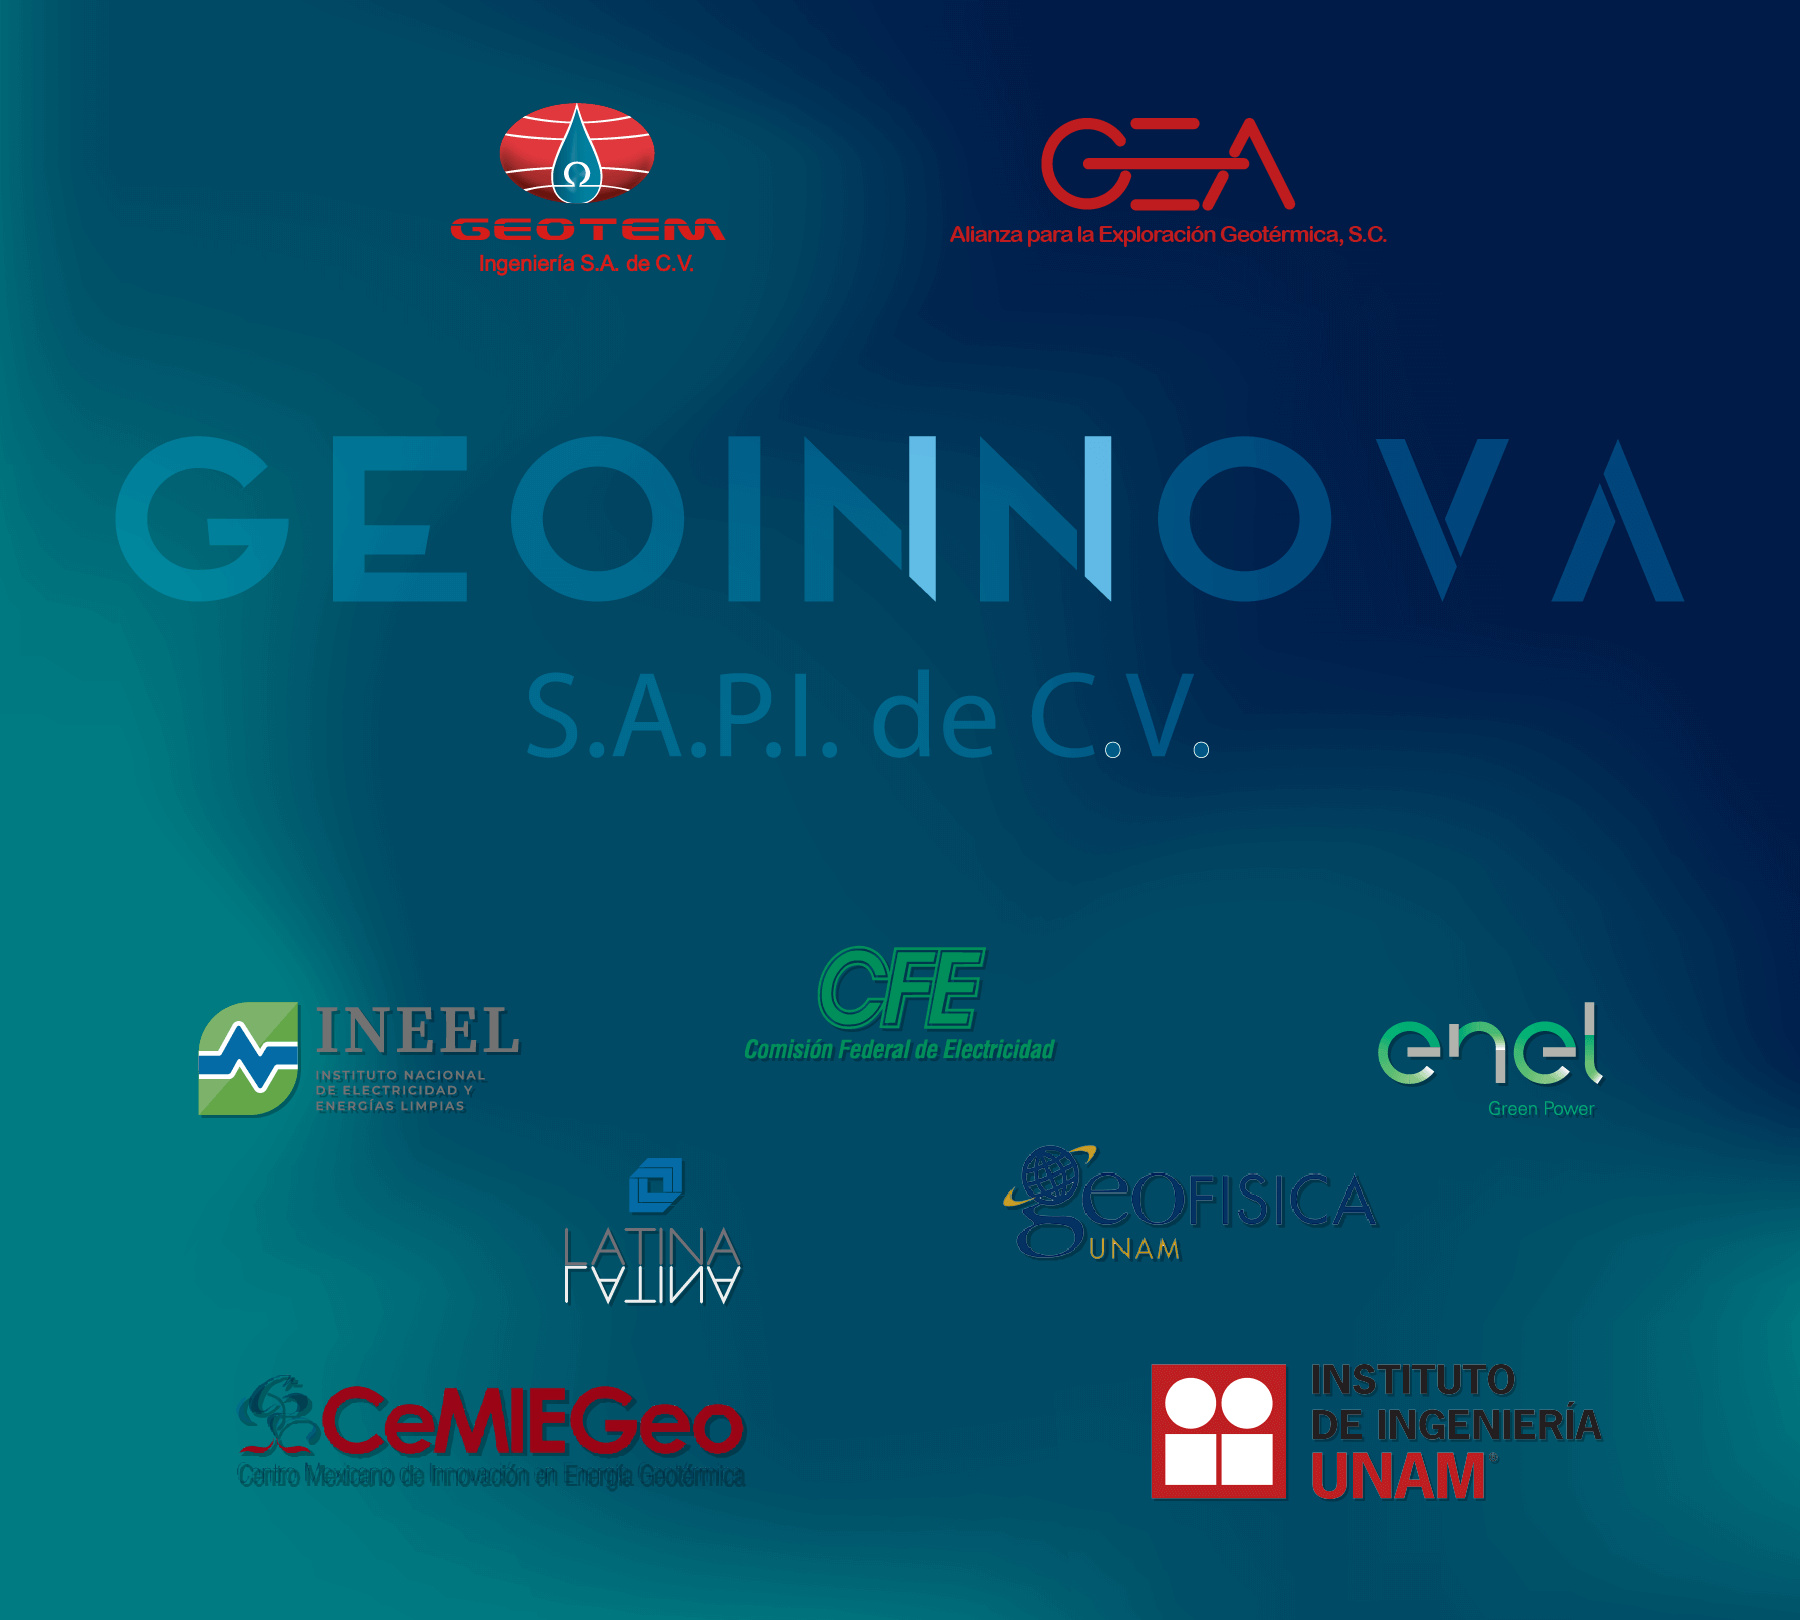 GEOTEM
Ingeniería S.A. de C.V.
GEA
Alianza para la Exploración Geotérmica, S.C.
GEOINNOVA
S.A.P.I. de C.V.
CFE
Comisión Federal de Electricidad
INEEL
INSTITUTO NACIONAL
DE ELECTRICIDAD Y
ENERGÍAS LIMPIAS
enel
Green Power
LATINA
LATINA
geofisica
UNAM
CeMIEGeo
Centro Mexicano de Innovación en Energía Geotérmica
INSTITUTO
DE INGENIERÍA
UNAM®